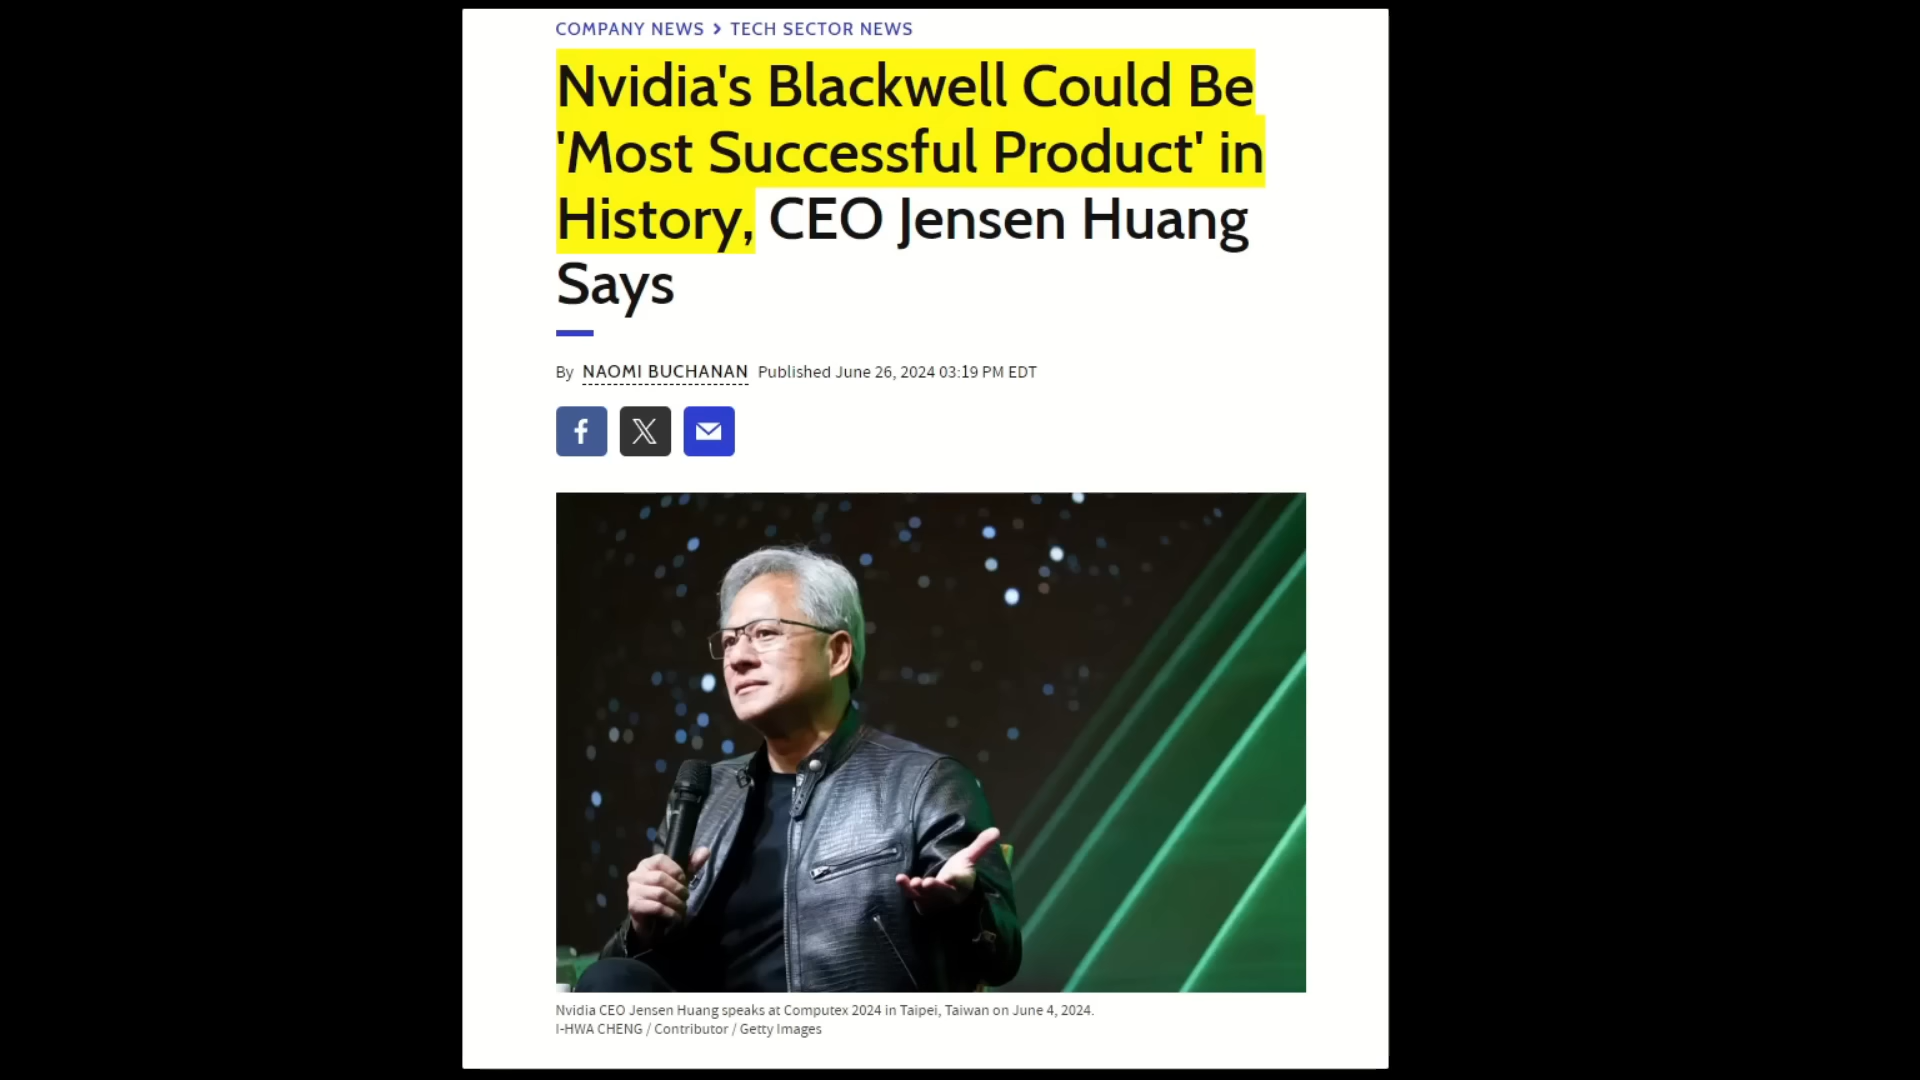 COMPANY NEWS > TECH SECTOR NEWS
Nvidia's Blackwell Could Be
'Most Successful Product' in
History, CEO Jensen Huang
Says
By NAOMI BUCHANAN Published June 26, 2024 03:19 PM EDT
Nvidia CEO Jensen Huang speaks at Computex 2024 in Taipei, Taiwan on June 4, 2024.
I-HWA CHENG / Contributor / Getty Images